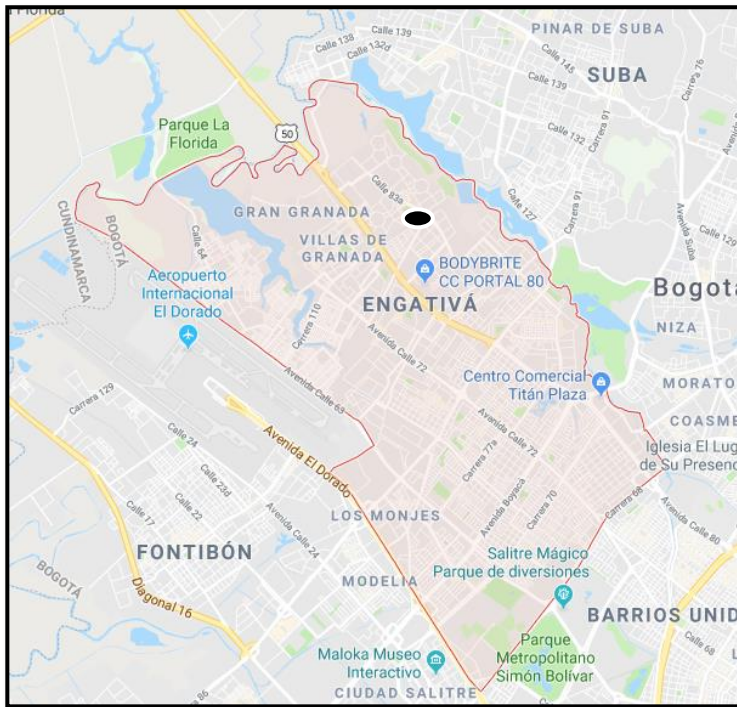 Florida
Calle 138
Calle 139
Calle 132d
PINAR DE SUBA
Calle 145
SUBA
Calle 139
Carrera 76
Parque La
Florida
50
Carrera 91
Calle 132
Calle 83a
Calle 127
Carrera 91
Avenida Suba
Calle 129
CUNDINAMARCA
BOGOTÁ
GRAN GRANADA
Calle 64
VILLAS DE
GRANADA
BODYBRITE
CC PORTAL 80
Aeropuerto
Internacional
El Dorado
Carrera 110
ENGATIVÁ
Bogotá
NIZA
Avenida Calle 72
Centro Comercial
Titán Plaza
MORATO
Avenida Calle 63
COASME
Carrera 129
Calle 24
Avenida El Dorado
Avenida Calle 72
Carrera 77a
Iglesia El Lug
de Su Presenc
Calle 23d
Calle 22
Calle 17
Avenida Boyacá
Carrera 70
Carrera 68
Avenida Calle 80
LOS MONJES
Avenida Calle 24
FONTIBÓN
Salitre Mágico
Parque de diversiones
BOGOTÁ
MODELIA
Diagonal 16
BARRIOS UNID
Calle 68
Maloka Museo
Interactivo
Parque
Metropolitano
Simón Bolívar
86
CIUDAD SALITRE